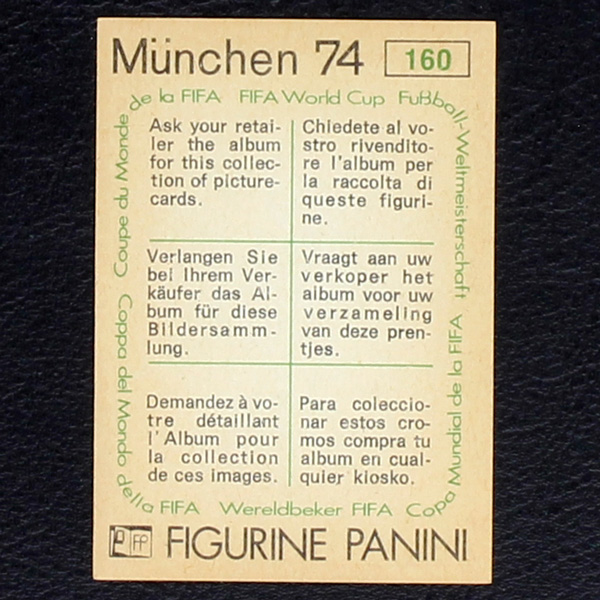 München 74 160
de la FIFA FIFA World Cup Fußball-Weltmeisterschaft
Ask your retai-
ler the album
for this collec-
tion of picture-
cards.
Chiedete al vo-
stro rivendito-
re l'album per
la raccolta di
queste figuri-
ne.
Verlangen Sie
bei Ihrem Ver-
käufer das Al-
bum für diese
Bildersamm-
lung.
Vraagt aan uw
verkoper het
album voor uw
verzameling
van deze pren-
tjes.
Demandez à vo-
tre détaillant
l'Album pour
la collection
de ces images.
Para coleccio-
nar estos cro-
mos compra tu
album en cual-
quier kiosko.
Coupe du Monde
Coppa del Mondo della FIFA Wereldbeker FIFA Copa Mundial de la FIFA
FP FIGURINE PANINI